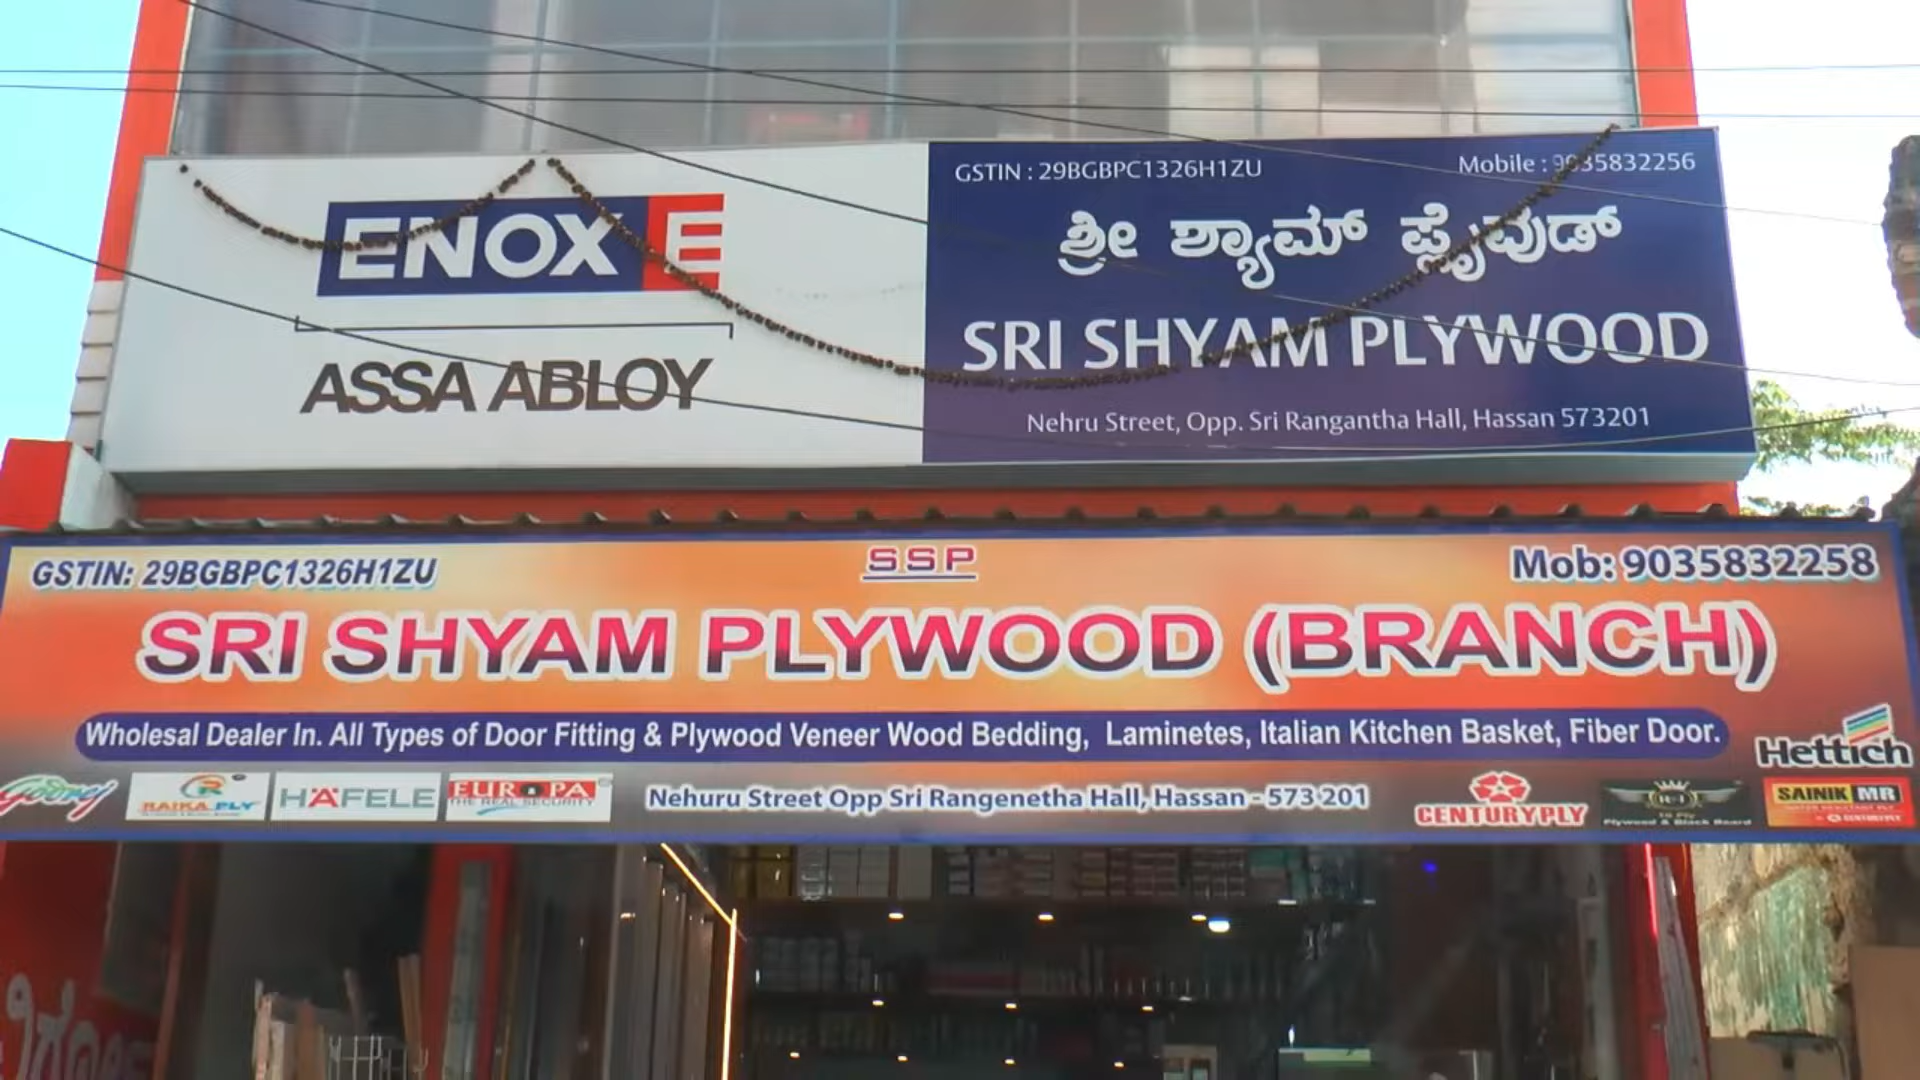 ENOX E
ASSA ABLOY
GSTIN : 29BGBPC1326H1ZU
Mobile : 9035832256
ಶ್ರೀ ಶ್ಯಾಮ್ ಪ್ಲೈವುಡ್
SRI SHYAM PLYWOOD
Nehru Street, Opp. Sri Rangantha Hall, Hassan 573201
GSTIN: 29BGBPC1326H1ZU
SSP
Mob: 9035832258
SRI SHYAM PLYWOOD (BRANCH)
Wholesal Dealer In. All Types of Door Fitting & Plywood Veneer Wood Bedding, Laminetes, Italian Kitchen Basket, Fiber Door.
Hettich
Godrej
RAIKA PLY
HÄFELE
EUROPA
THE REAL SECURITY
Nehuru Street Opp Sri Rangenetha Hall, Hassan - 573 201
CENTURYPLY
Plywood & Block Board
SAINIK MR
CENTURYPLY